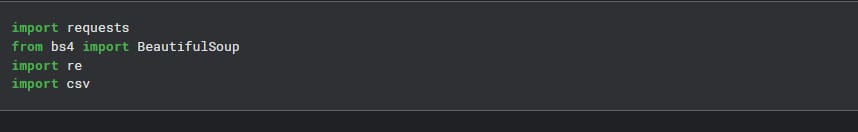 import requests
from bs4 import BeautifulSoup
import re
import csv